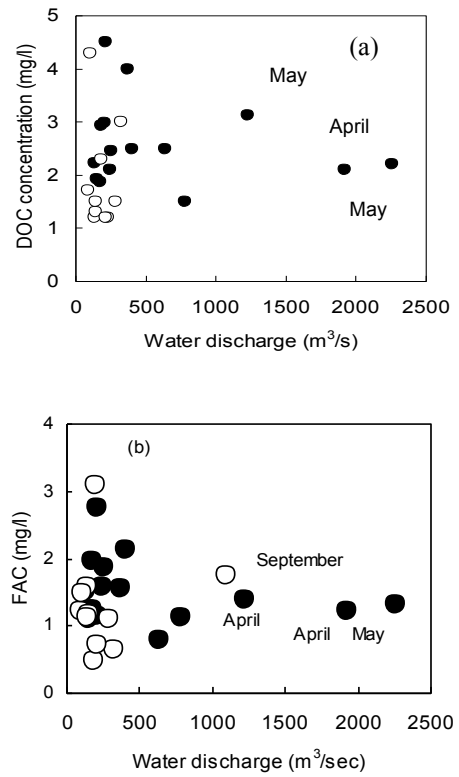 5
(a)
4
May
3
April
2
May
1
0
DOC concentration (mg/l)
0 500 1000 1500 2000 2500
Water discharge (m³/s)
4
(b)
3
2
September
1
April April May
0
FAC (mg/l)
0 500 1000 1500 2000 2500
Water discharge (m³/sec)